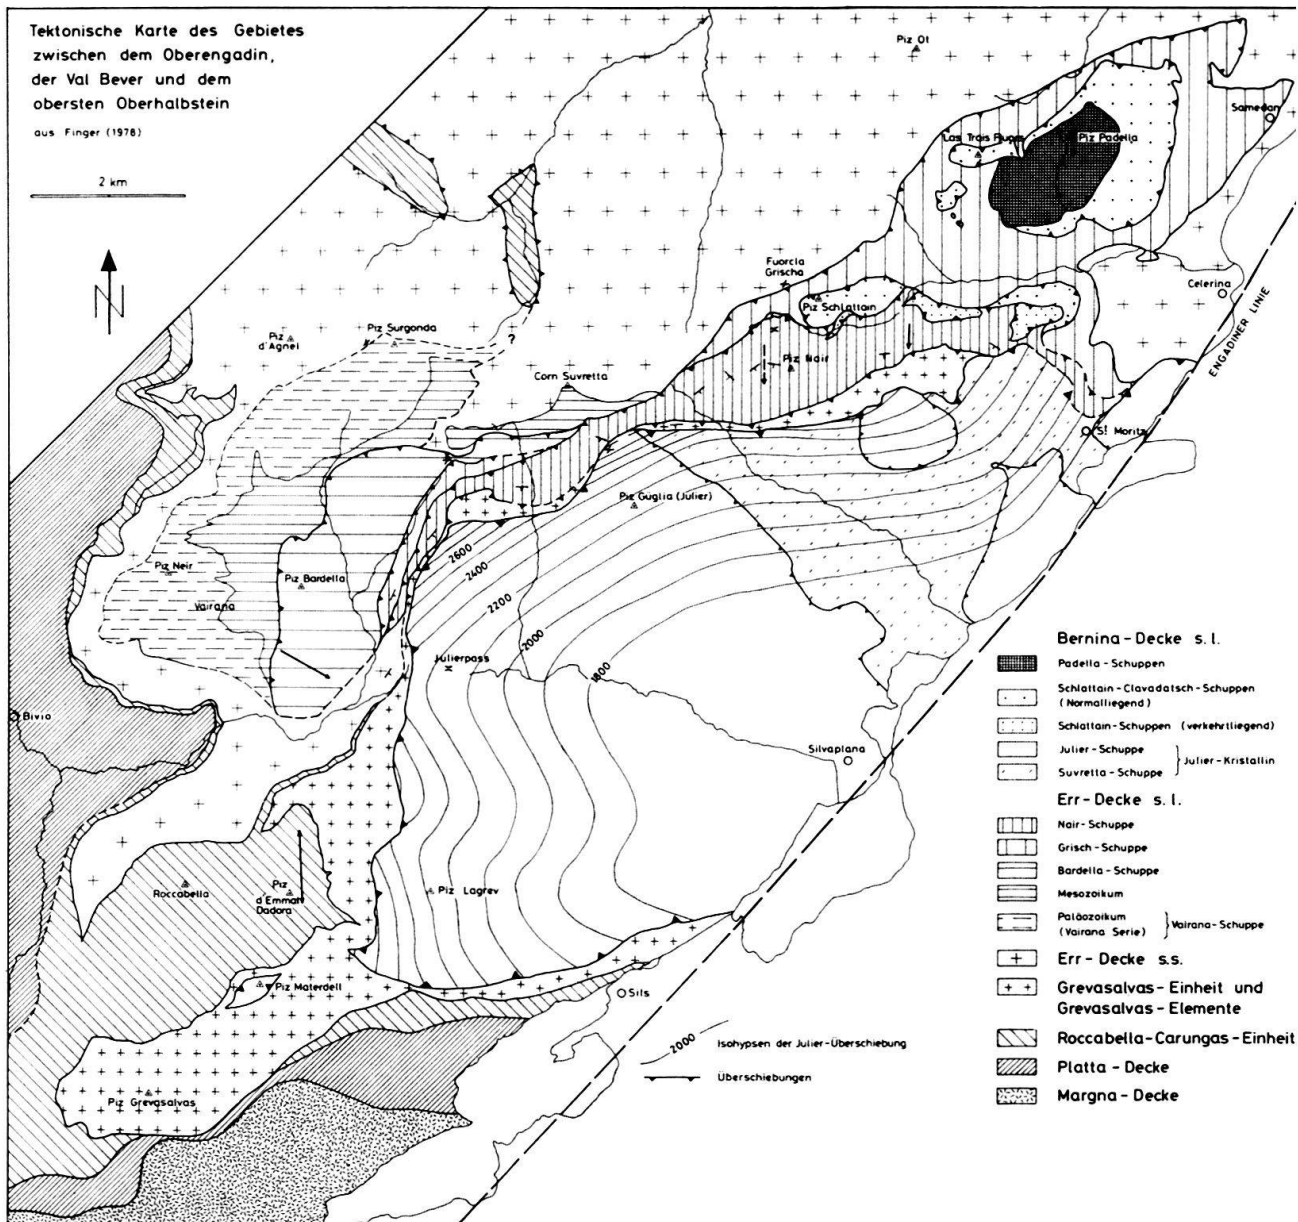 Tektonische Karte des Gebietes
zwischen dem Oberengadin,
der Val Bever und dem
obersten Oberhalbstein
aus Finger (1978)
2 km
N
Piz Ot
Samedan
Las Trais Fluors
Piz Padella
Fuorcla
Grischa
Piz Schlattain
Celerina
ENGADINER LINIE
Piz
d'Agnel
Piz Surgonda
?
Piz Nair
Corn Suvretta
St. Moritz
Piz Güglia (Julier)
2600
2400
2200
2000
1800
Piz Neir
Piz Bardella
Vairana
Julierpass
Bivio
Silvaplana
Roccabella
Piz
d'Emmat
Dadora
Piz Lagrev
Piz Materdell
Sils
Piz Grevasalvas
2000
Isohypsen der Julier-Überschiebung
Überschiebungen
Bernina-Decke s. l.
Padella-Schuppen
Schlattain-Clavadatsch-Schuppen
(Normalliegend)
Schlattain-Schuppen (verkehrtliegend)
Julier-Schuppe
Suvretta-Schuppe
Julier-Kristallin
Err-Decke s. l.
Nair-Schuppe
Grisch-Schuppe
Bardella-Schuppe
Mesozoikum
Paläozoikum
(Vairana Serie)
Vairana-Schuppe
Err-Decke s.s.
Grevasalvas-Einheit und
Grevasalvas-Elemente
Roccabella-Carungas-Einheit
Platta-Decke
Margna-Decke